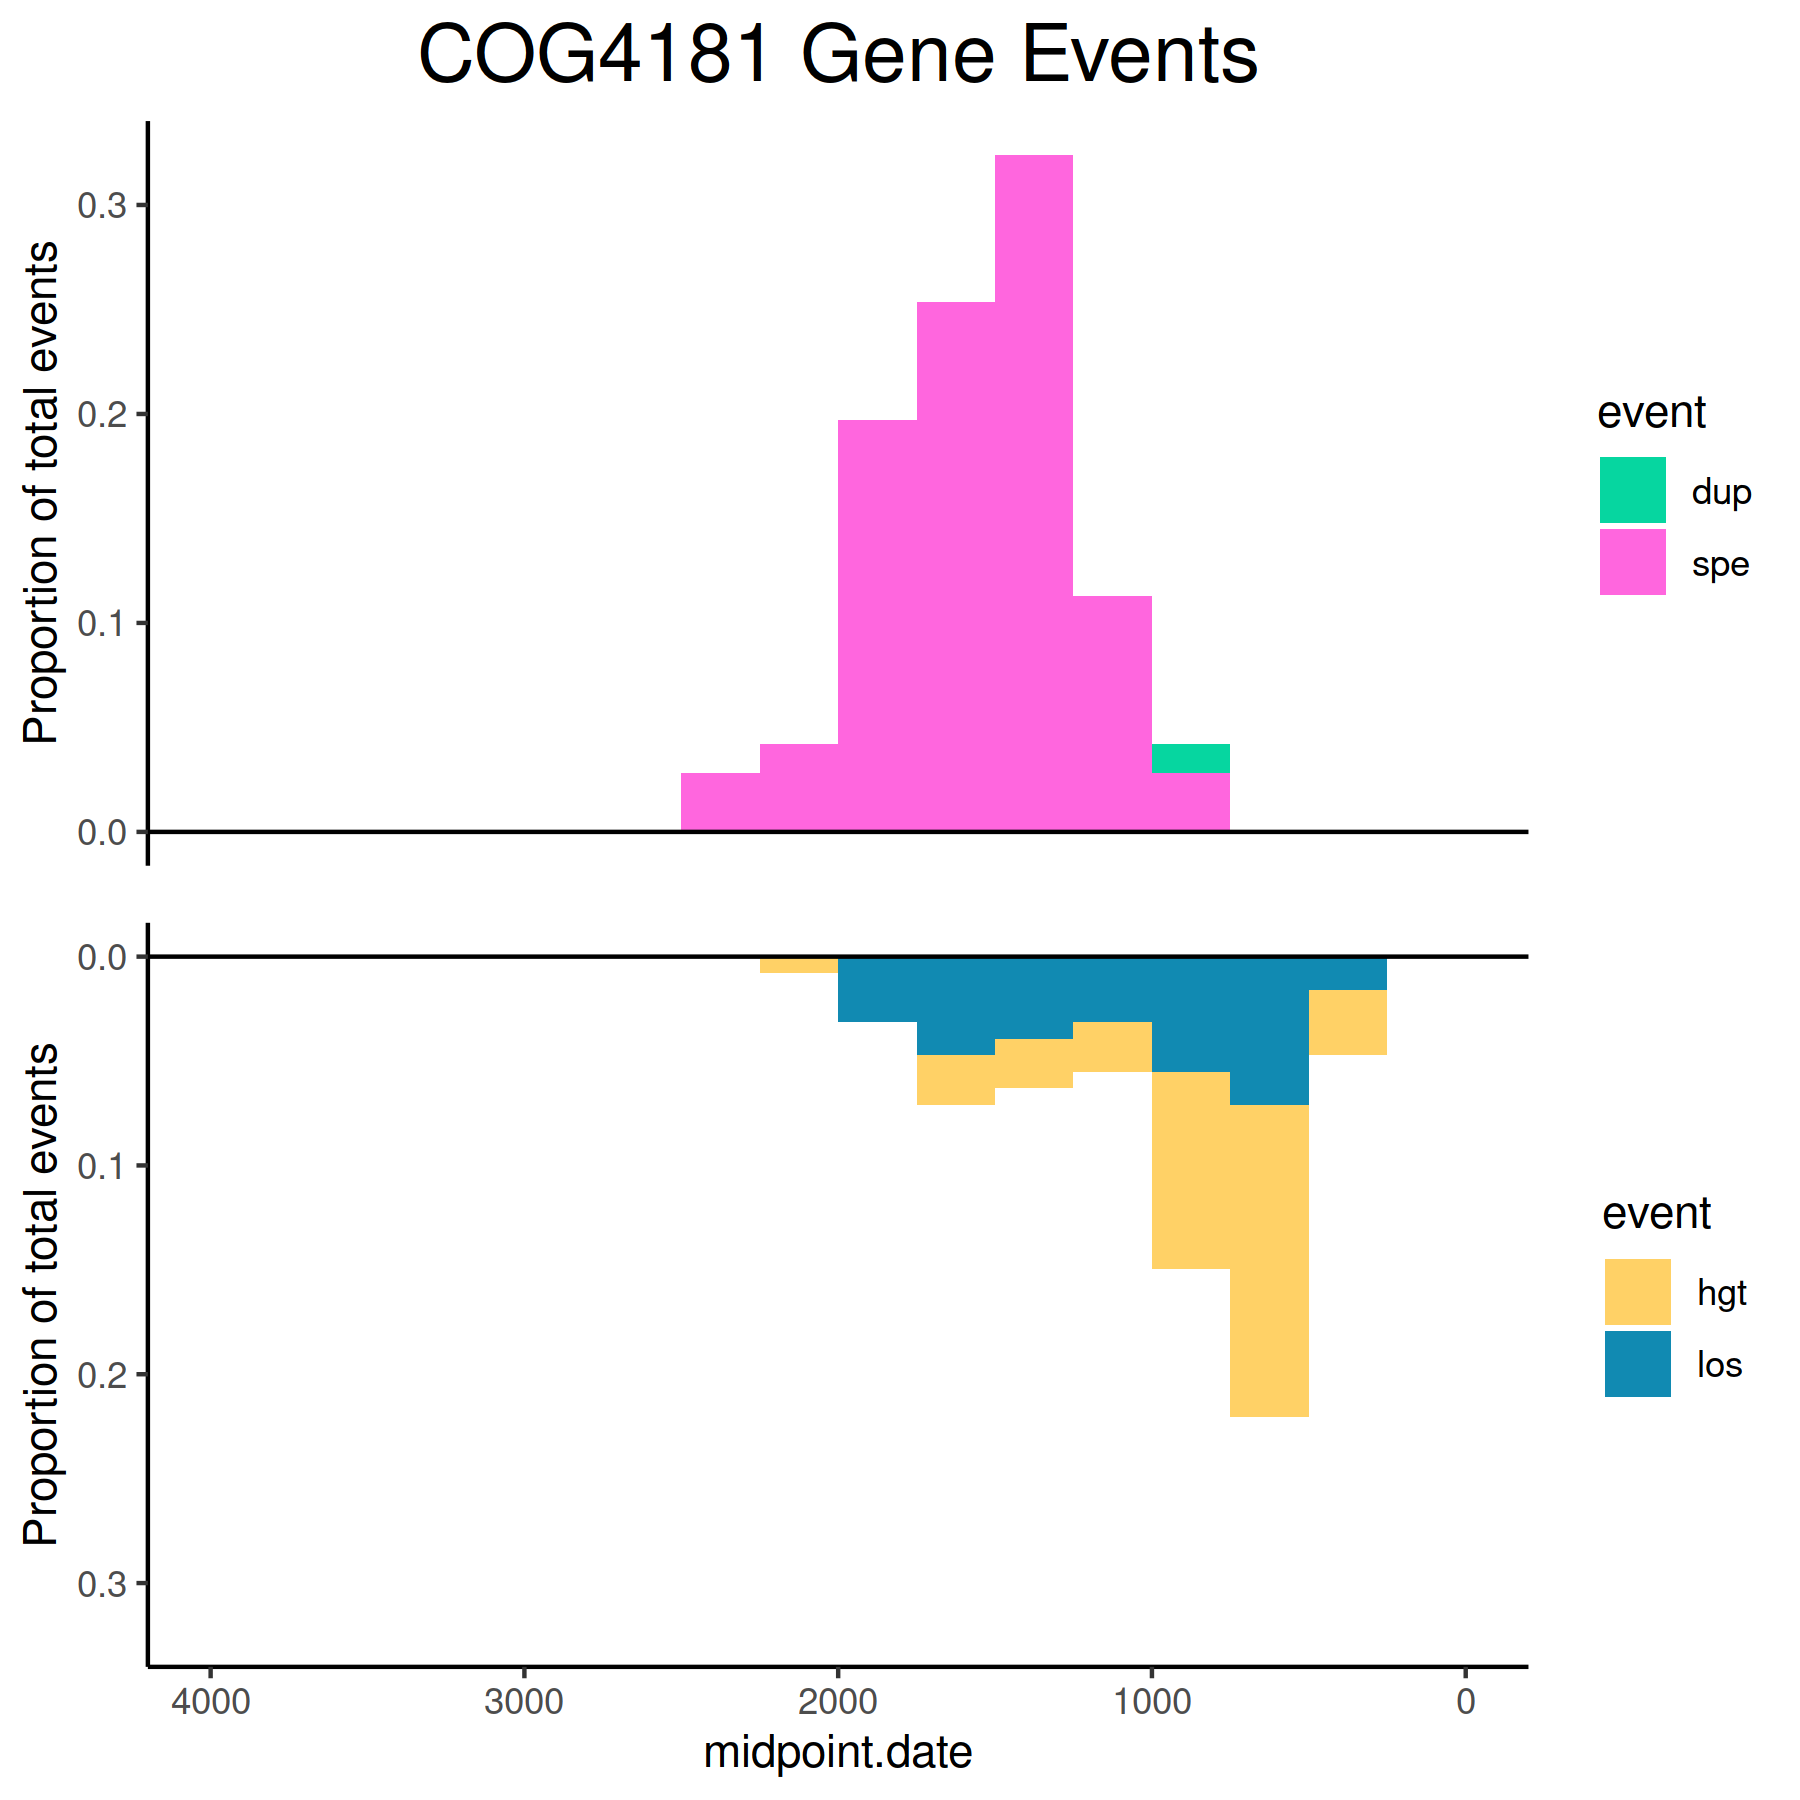 COG4181 Gene Events
Proportion of total events
0.3
0.2
0.1
0.0
event
dup
spe
Proportion of total events
0.0
0.1
0.2
0.3
event
hgt
los
4000 3000 2000 1000 0
midpoint.date